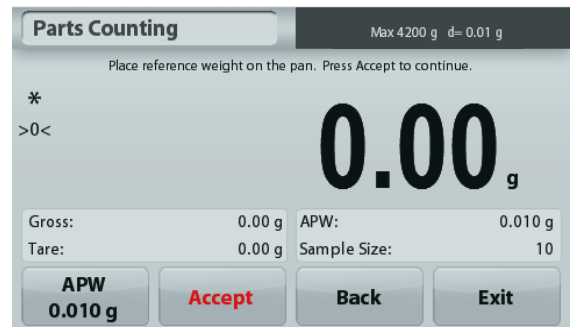 Parts Counting
Max 4200 g d= 0.01 g
Place reference weight on the pan. Press Accept to continue.
*
>0<
0.00 g
Gross: 0.00 g APW: 0.010 g
Tare: 0.00 g Sample Size: 10
APW
0.010 g
Accept
Back
Exit